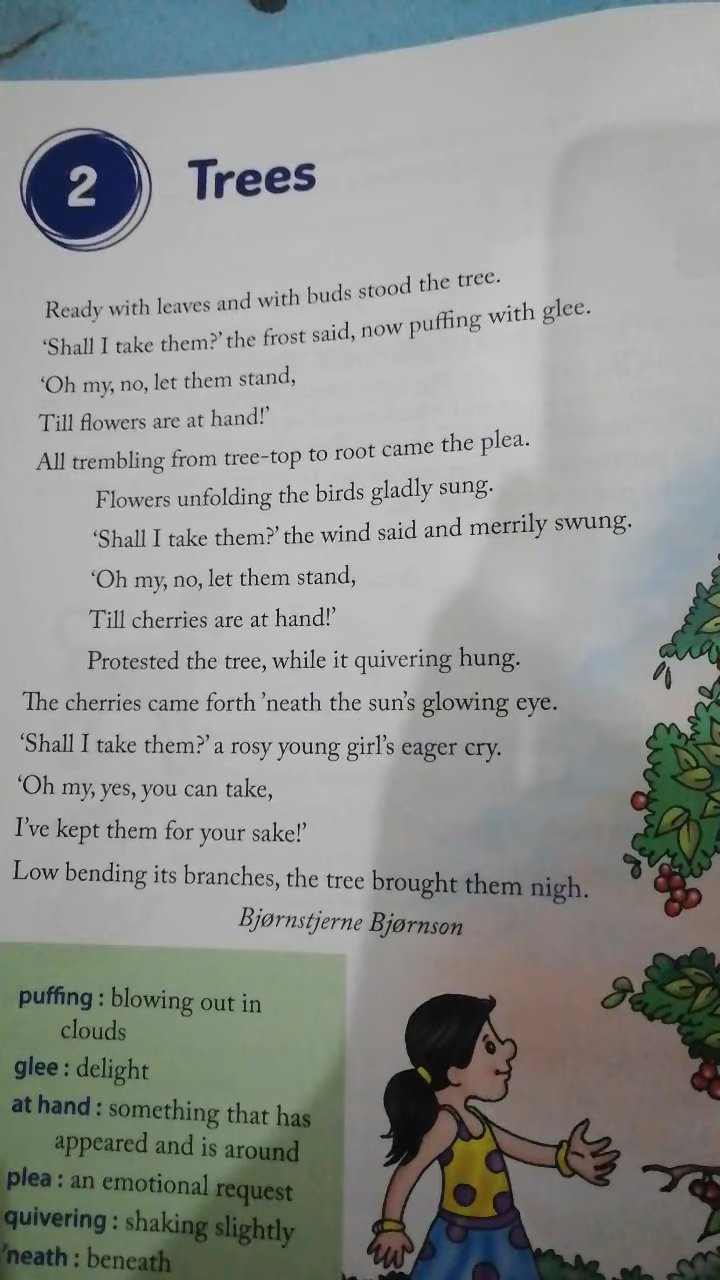 2 Trees
Ready with leaves and with buds stood the tree.
‘Shall I take them?’ the frost said, now puffing with glee.
‘Oh my, no, let them stand,
Till flowers are at hand!’
All trembling from tree-top to root came the plea.
Flowers unfolding the birds gladly sung.
‘Shall I take them?’ the wind said and merrily swung.
‘Oh my, no, let them stand,
Till cherries are at hand!’
Protested the tree, while it quivering hung.
The cherries came forth ’neath the sun’s glowing eye.
‘Shall I take them?’ a rosy young girl’s eager cry.
‘Oh my, yes, you can take,
I’ve kept them for your sake!’
Low bending its branches, the tree brought them nigh.
Bjørnstjerne Bjørnson
puffing : blowing out in
clouds
glee : delight
at hand : something that has
appeared and is around
plea : an emotional request
quivering : shaking slightly
’neath : beneath